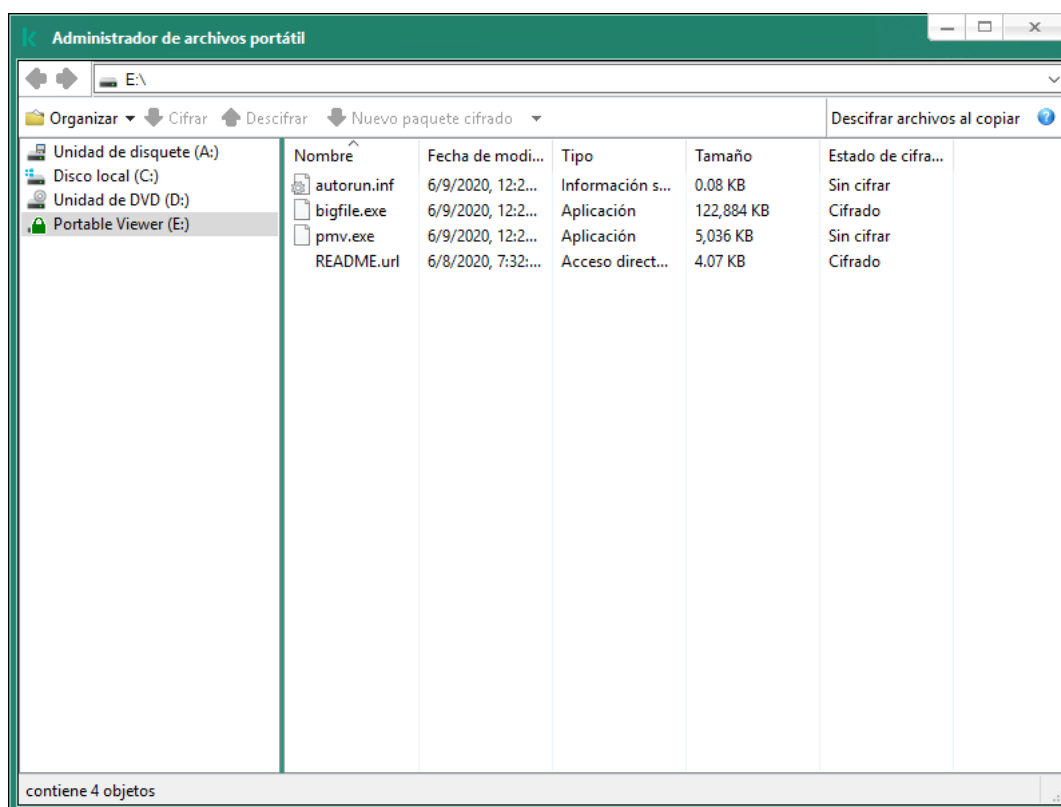 Administrador de archivos portátil
E:\
Organizar Cifrar Descifrar Nuevo paquete cifrado Descifrar archivos al copiar
Unidad de disquete (A:)
Disco local (C:)
Unidad de DVD (D:)
Portable Viewer (E:)
Nombre Fecha de modi... Tipo Tamaño Estado de cifra...
autorun.inf 6/9/2020, 12:2... Información s... 0.08 KB Sin cifrar
bigfile.exe 6/9/2020, 12:2... Aplicación 122,884 KB Cifrado
pmv.exe 6/9/2020, 12:2... Aplicación 5,036 KB Sin cifrar
README.url 6/8/2020, 7:32:... Acceso direct... 4.07 KB Cifrado
contiene 4 objetos